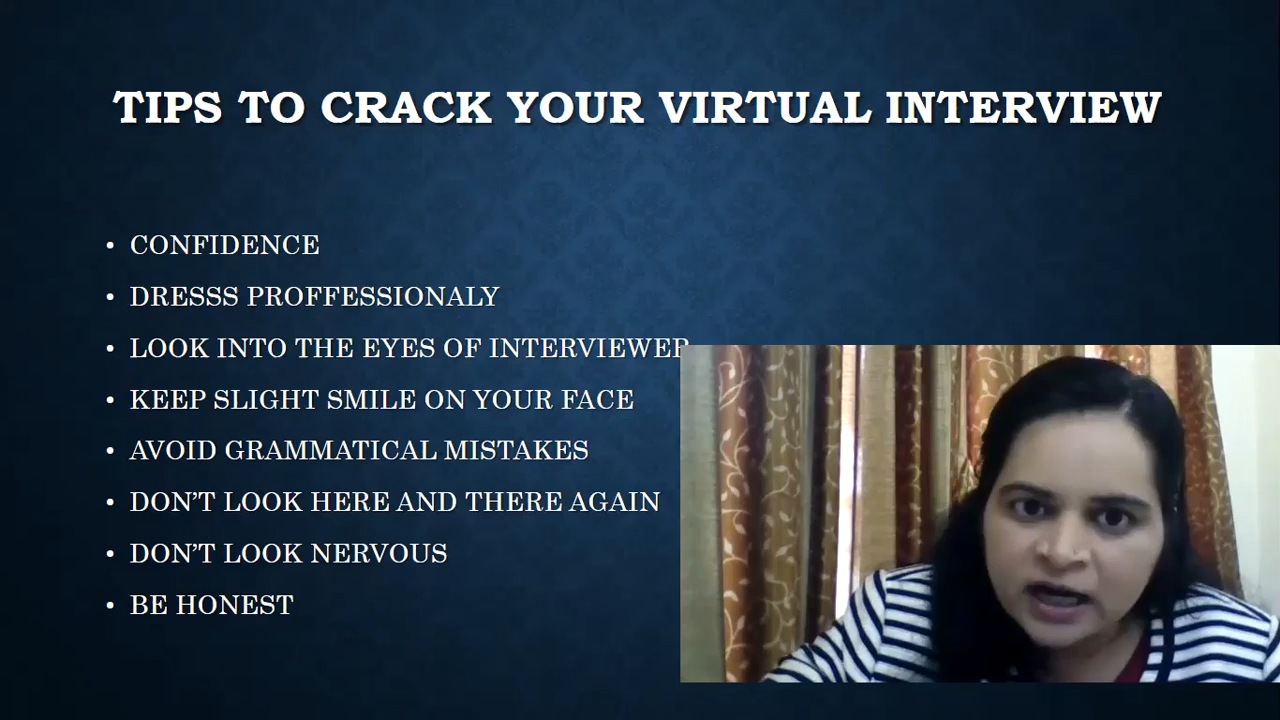 TIPS TO CRACK YOUR VIRTUAL INTERVIEW
• CONFIDENCE
• DRESSS PROFFESSIONALY
• LOOK INTO THE EYES OF INTERVIEWER
• KEEP SLIGHT SMILE ON YOUR FACE
• AVOID GRAMMATICAL MISTAKES
• DON’T LOOK HERE AND THERE AGAIN
• DON’T LOOK NERVOUS
• BE HONEST